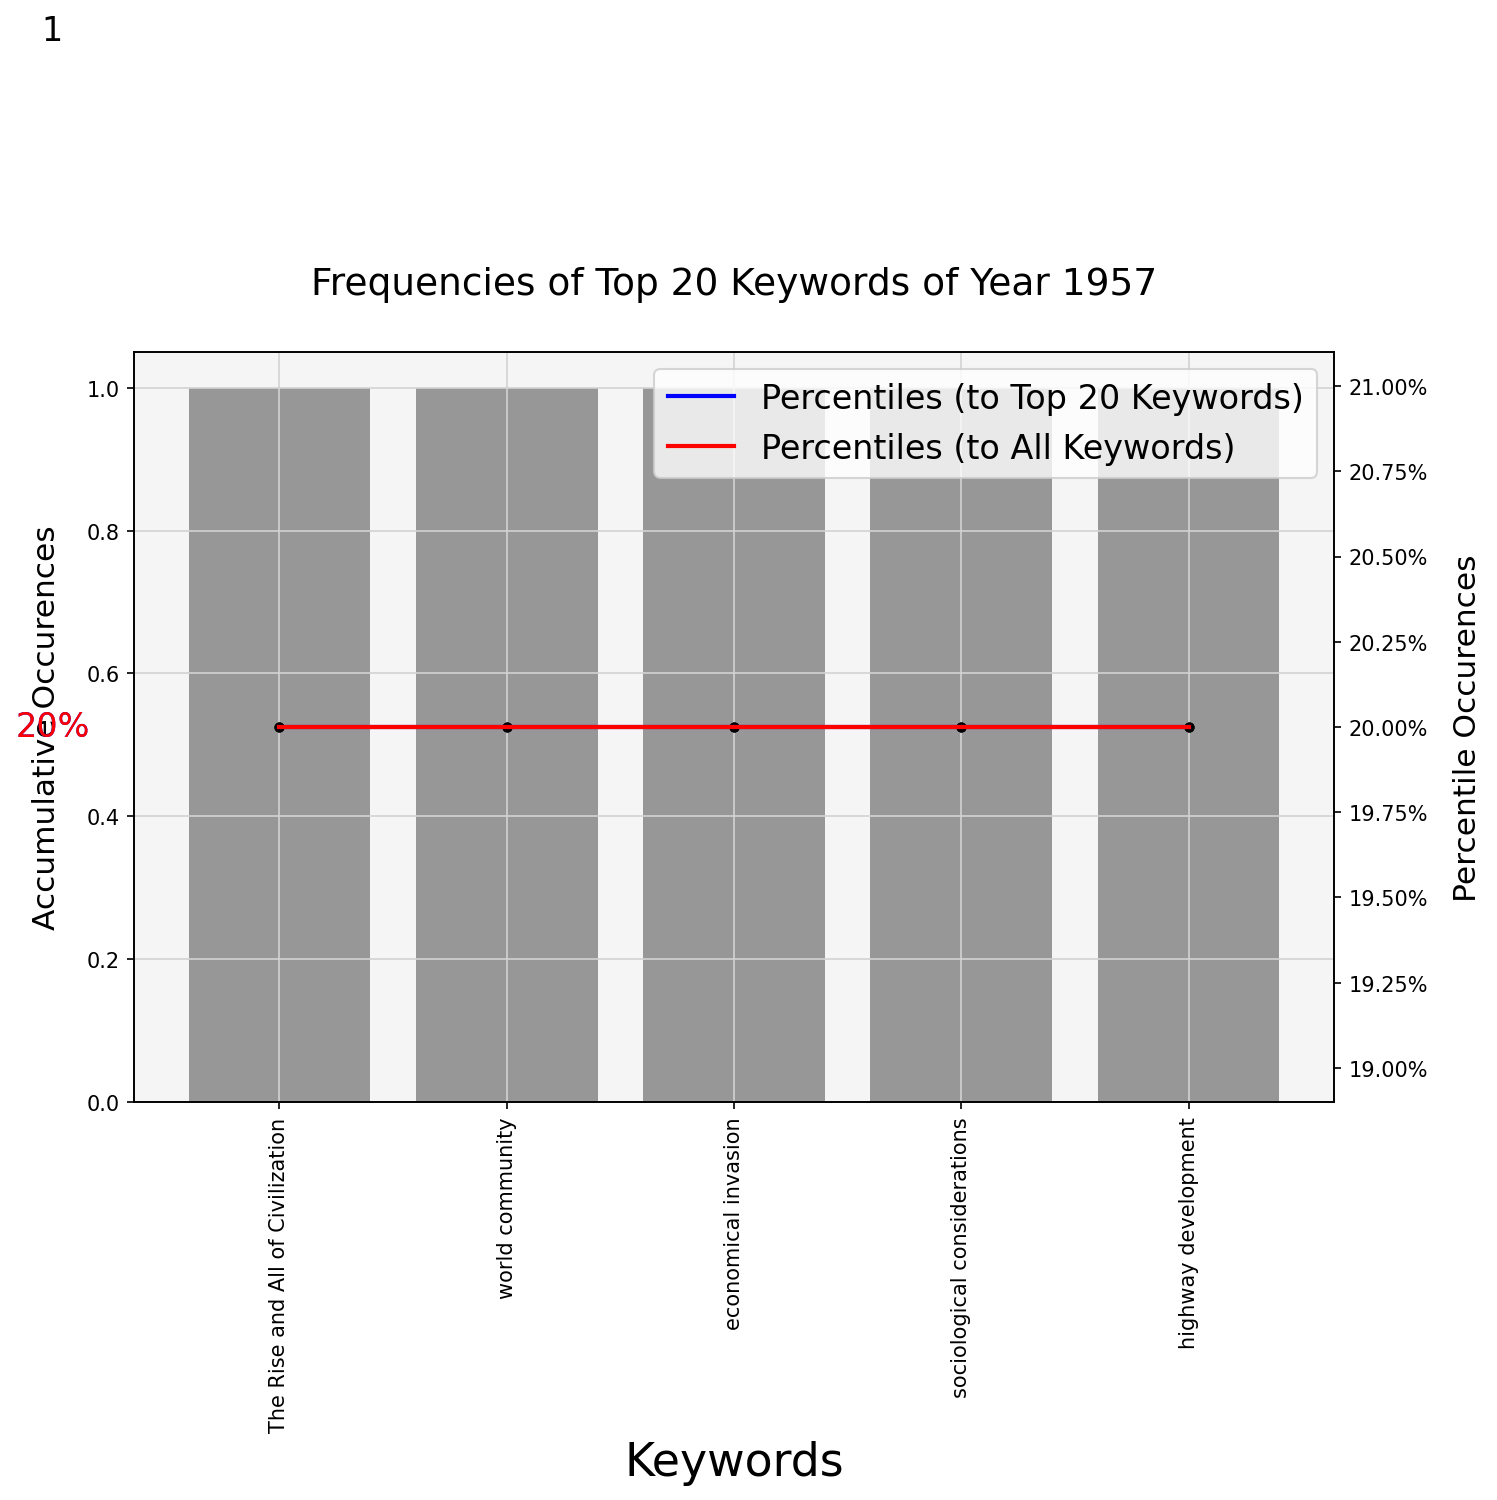 1
Frequencies of Top 20 Keywords of Year 1957
Percentiles (to Top 20 Keywords)
Percentiles (to All Keywords)
Accumulative Occurences
1.0
0.8
0.6
0.4
0.2
0.0
20%
21.00%
20.75%
20.50%
20.25%
20.00%
19.75%
19.50%
19.25%
19.00%
Percentile Occurences
The Rise and All of Civilization
world community
economical invasion
sociological considerations
highway development
Keywords